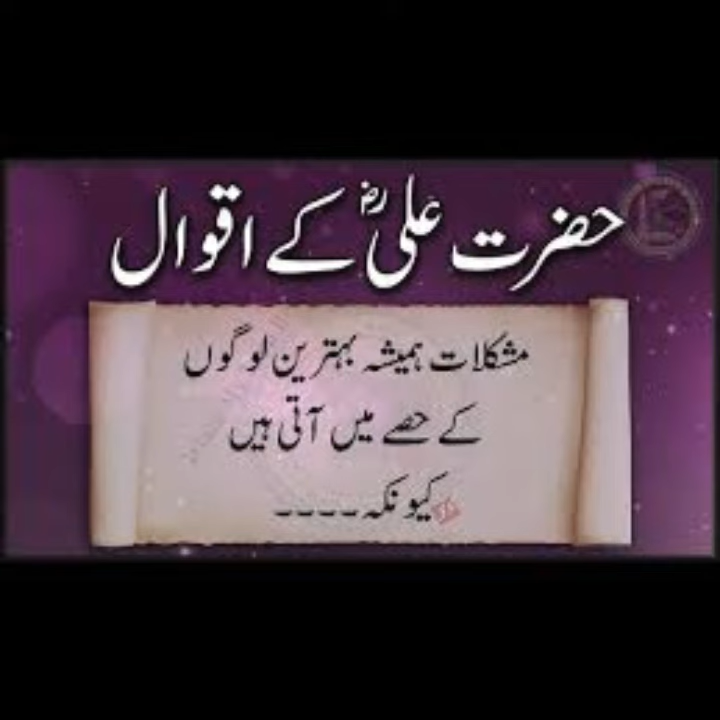 حضرت علیؓ کے اقوال
مشکلات ہمیشہ بہترین لوگوں
کے حصے میں آتی ہیں
کیونکہ ----